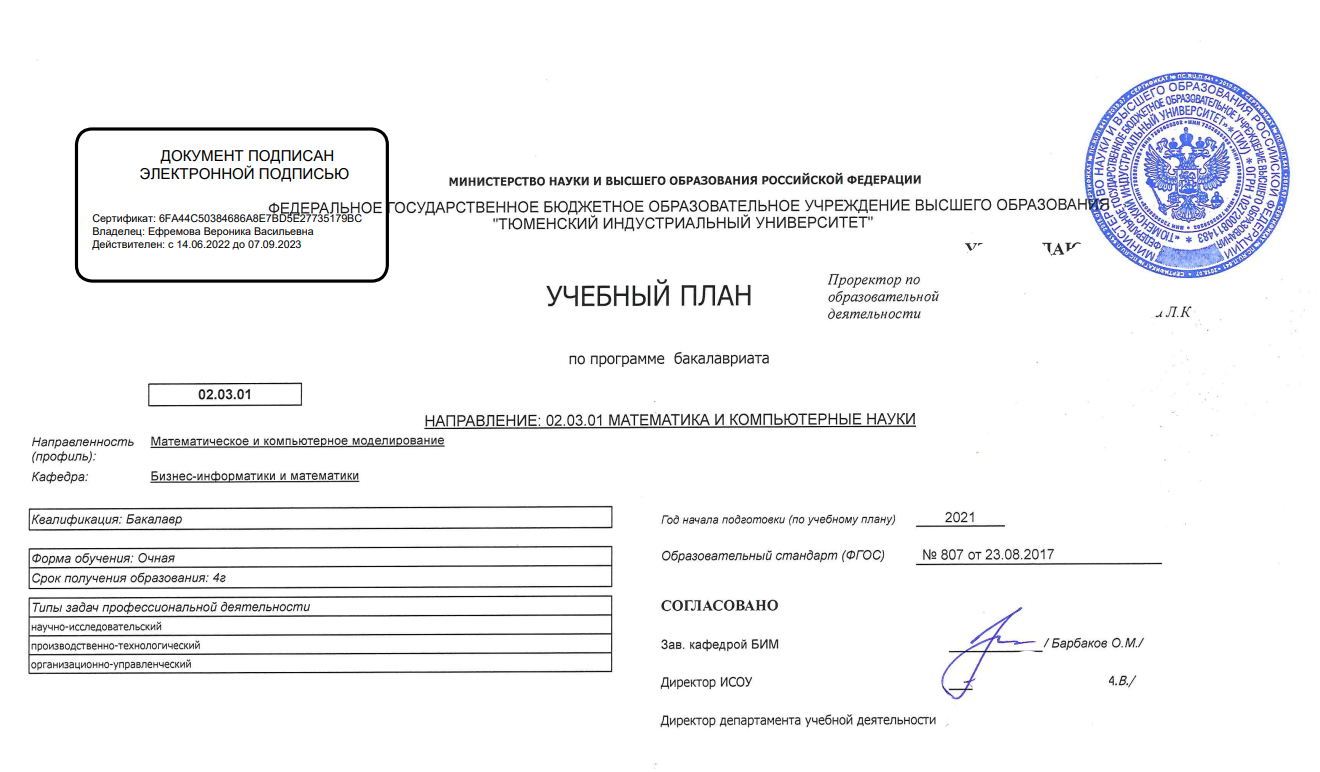 ДОКУМЕНТ ПОДПИСАН
ЭЛЕКТРОННОЙ ПОДПИСЬЮ
Сертификат: 6FA44C50384686A8E7BD5E27735179BC
Владелец: Ефремова Вероника Васильевна
Действителен: с 14.06.2022 до 07.09.2023
МИНИСТЕРСТВО НАУКИ И ВЫСШЕГО ОБРАЗОВАНИЯ РОССИЙСКОЙ ФЕДЕРАЦИИ
ФЕДЕРАЛЬНОЕ ГОСУДАРСТВЕННОЕ БЮДЖЕТНОЕ ОБРАЗОВАТЕЛЬНОЕ УЧРЕЖДЕНИЕ ВЫСШЕГО ОБРАЗОВАНИЯ
"ТЮМЕНСКИЙ ИНДУСТРИАЛЬНЫЙ УНИВЕРСИТЕТ"
МИНИСТЕРСТВО НАУКИ И ВЫСШЕГО ОБРАЗОВАНИЯ РОССИЙСКОЙ ФЕДЕРАЦИИ
ФЕДЕРАЛЬНОЕ ГОСУДАРСТВЕННОЕ БЮДЖЕТНОЕ ОБРАЗОВАТЕЛЬНОЕ УЧРЕЖДЕНИЕ ВЫСШЕГО ОБРАЗОВАНИЯ
"ТЮМЕНСКИЙ ИНДУСТРИАЛЬНЫЙ УНИВЕРСИТЕТ" * (ТИУ) * ОГРН 1027200811483 *
УЧЕБНЫЙ ПЛАН
Проректор по
образовательной
деятельности
Л.К
по программе бакалавриата
02.03.01
НАПРАВЛЕНИЕ: 02.03.01 МАТЕМАТИКА И КОМПЬЮТЕРНЫЕ НАУКИ
Направленность (профиль): Математическое и компьютерное моделирование
Кафедра: Бизнес-информатики и математики
Квалификация: Бакалавр
Год начала подготовки (по учебному плану) 2021
Форма обучения: Очная
Образовательный стандарт (ФГОС) № 807 от 23.08.2017
Срок получения образования: 4г
Типы задач профессиональной деятельности
научно-исследовательский
производственно-технологический
организационно-управленческий
СОГЛАСОВАНО
Зав. кафедрой БИМ / Барбаков О.М./
Директор ИСОУ .В./
Директор департамента учебной деятельности